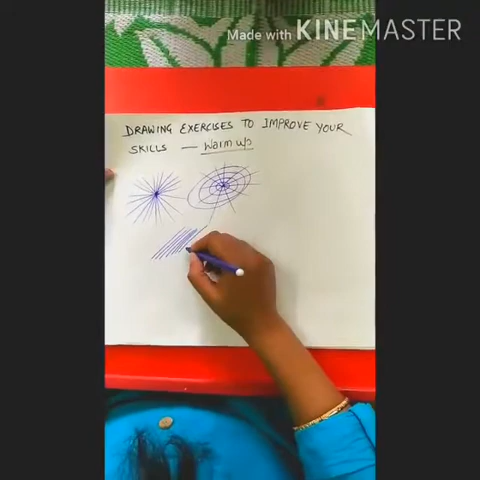 Made with KINEMASTER
DRAWING EXERCISES TO IMPROVE YOUR
SKILLS — Warm up